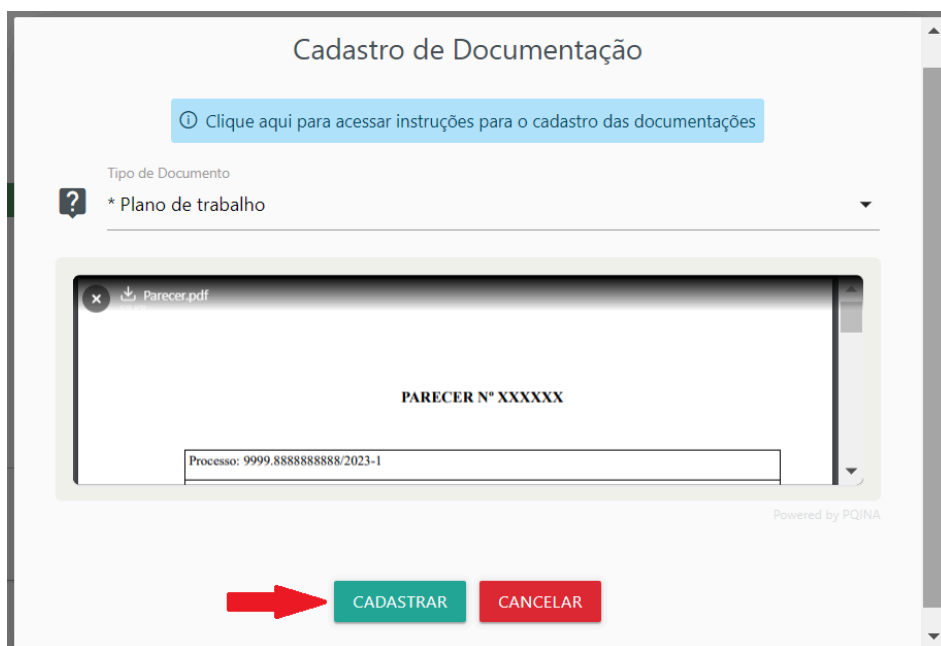 Cadastro de Documentação
Clique aqui para acessar instruções para o cadastro das documentações
Tipo de Documento
* Plano de trabalho
Parecer.pdf
PARECER Nº XXXXXX
Processo: 9999.8888888888/2023-1
Powered by PQINA
CADASTRAR CANCELAR